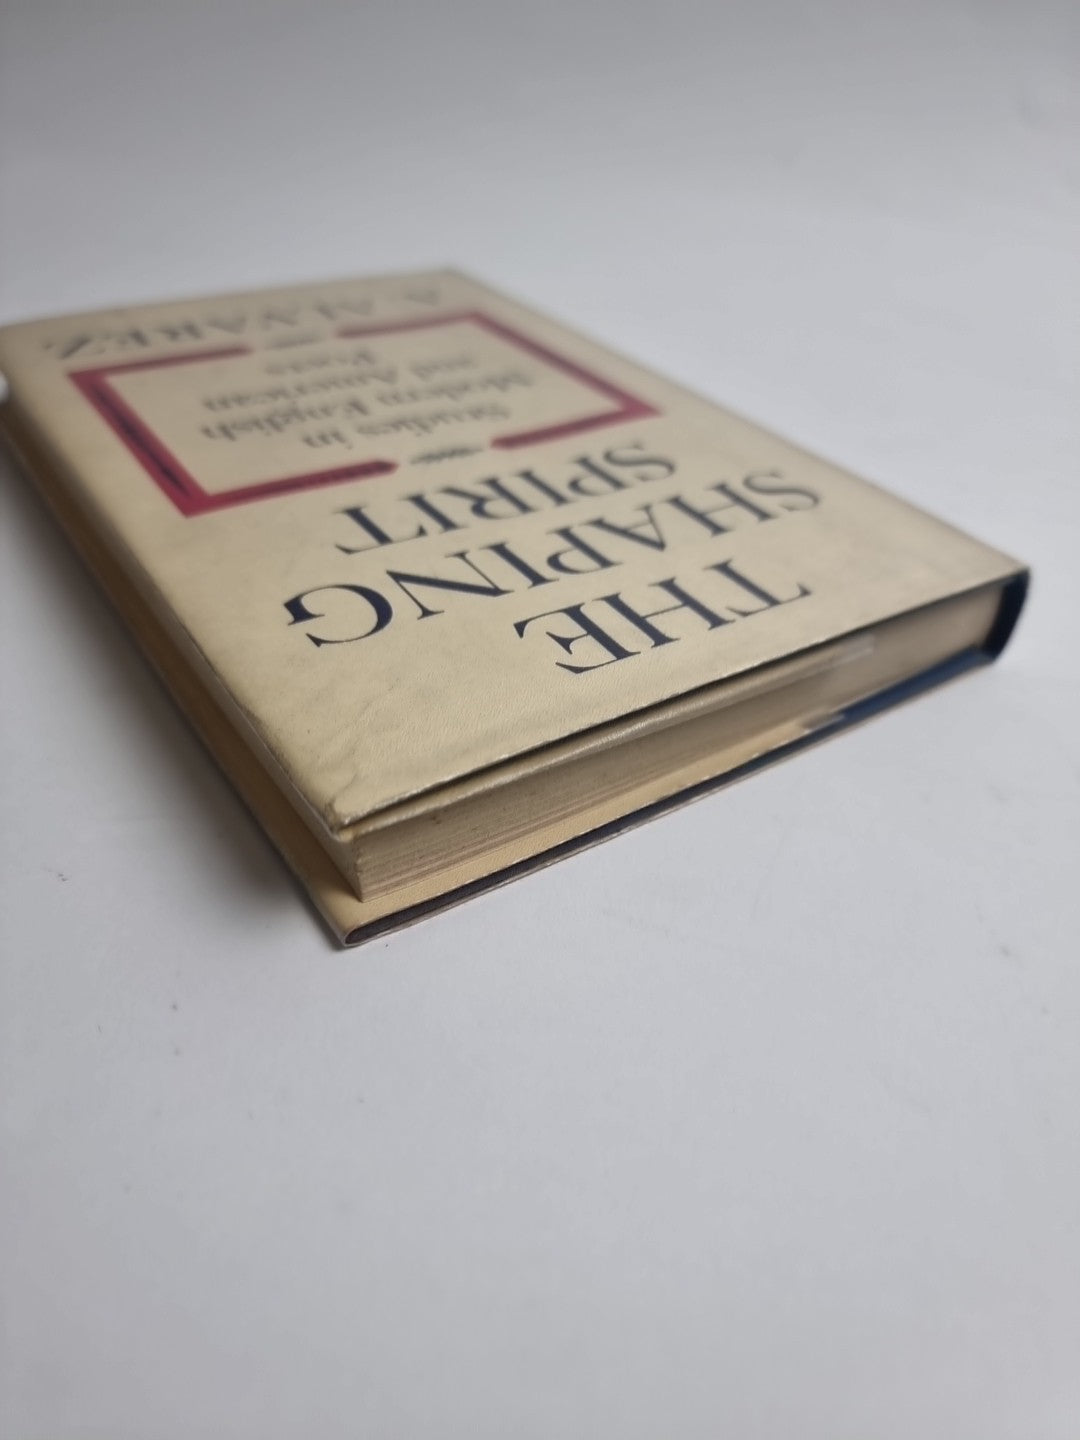 THE
SHAPING
SPIRIT
Studies in
Modern English
and American
Poets
A. ALVAREZ